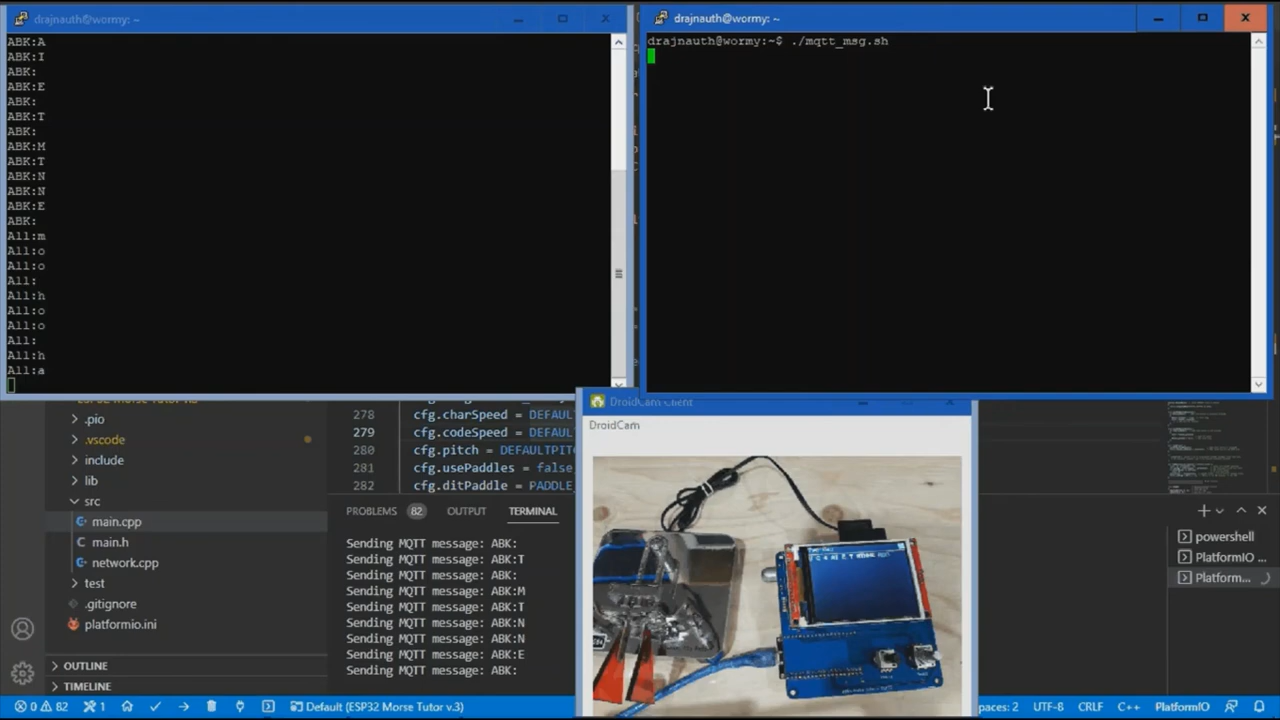 drajnauth@wormy: ~
ABK:A
ABK:I
ABK:
ABK:E
ABK:
ABK:T
ABK:
ABK:M
ABK:T
ABK:N
ABK:N
ABK:E
ABK:
All:m
All:o
All:o
All:
All:h
All:o
All:o
All:
All:h
All:a
drajnauth@wormy: ~
drajnauth@wormy:~$ ./mqtt_msg.sh
.pio
.vscode
include
lib
src
main.cpp
main.h
network.cpp
test
.gitignore
platformio.ini
OUTLINE
TIMELINE
278 cfg.charSpeed = DEFAUL
279 cfg.codeSpeed = DEFAUL
280 cfg.pitch = DEFAULTPIT
281 cfg.usePaddles = false
282 cfg.ditPaddle = PADDLE
PROBLEMS 82 OUTPUT TERMINAL
Sending MQTT message: ABK:
Sending MQTT message: ABK:T
Sending MQTT message: ABK:
Sending MQTT message: ABK:M
Sending MQTT message: ABK:T
Sending MQTT message: ABK:N
Sending MQTT message: ABK:N
Sending MQTT message: ABK:E
Sending MQTT message: ABK:
DroidCam Client
DroidCam
powershell
PlatformIO ...
Platform...
0 82 1 Default (ESP32 Morse Tutor v.3) paces: 2 UTF-8 CRLF C++ PlatformIO